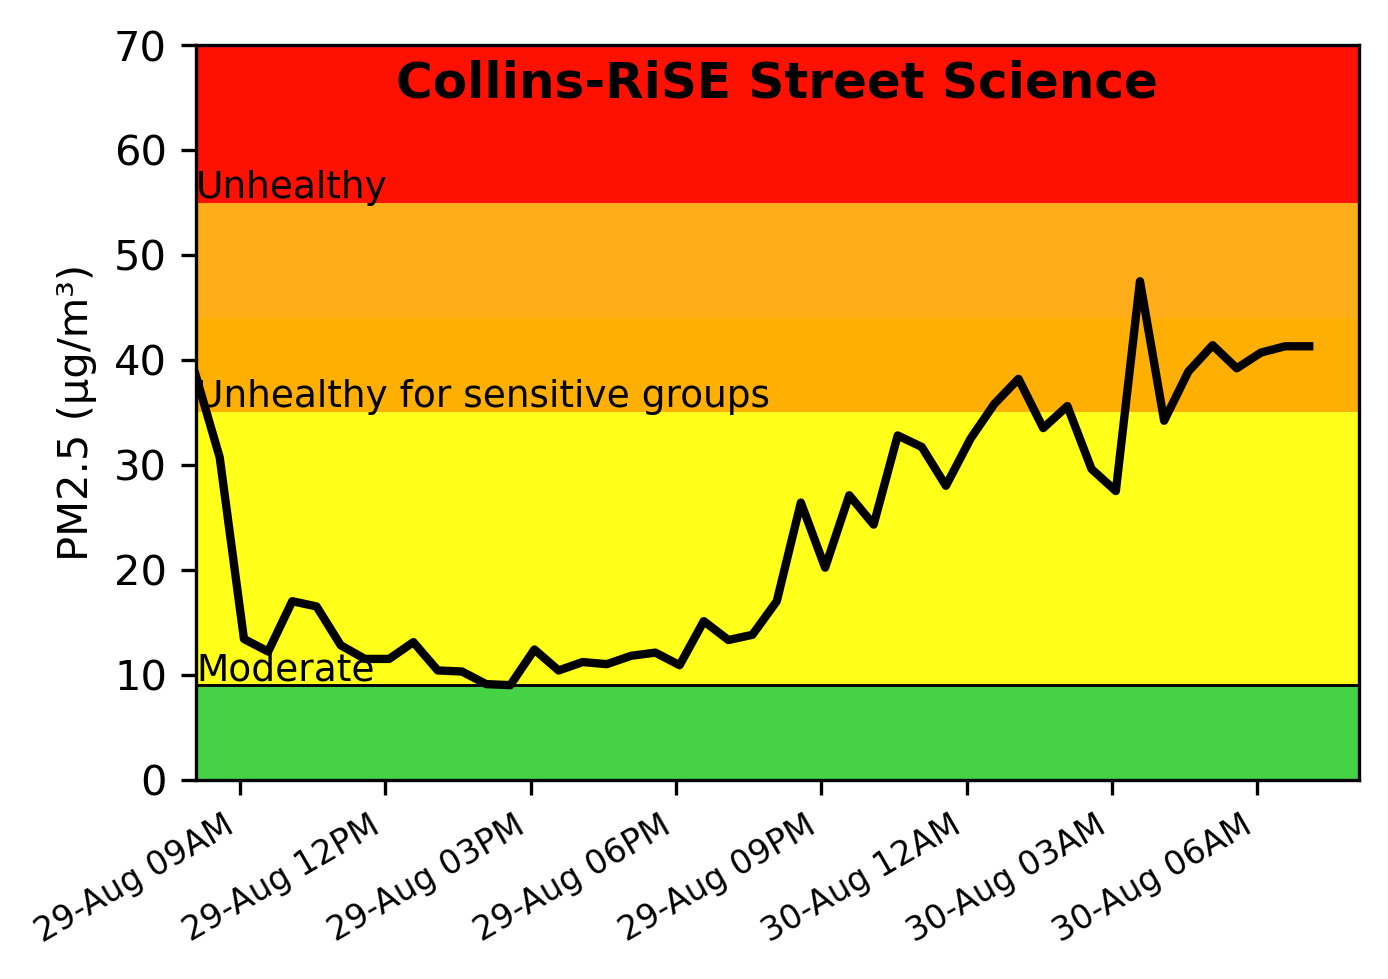 Collins-RiSE Street Science
70
60
50
40
30
20
10
0
PM2.5 (µg/m³)
Unhealthy
Unhealthy for sensitive groups
Moderate
29-Aug 09AM
29-Aug 12PM
29-Aug 03PM
29-Aug 06PM
29-Aug 09PM
30-Aug 12AM
30-Aug 03AM
30-Aug 06AM